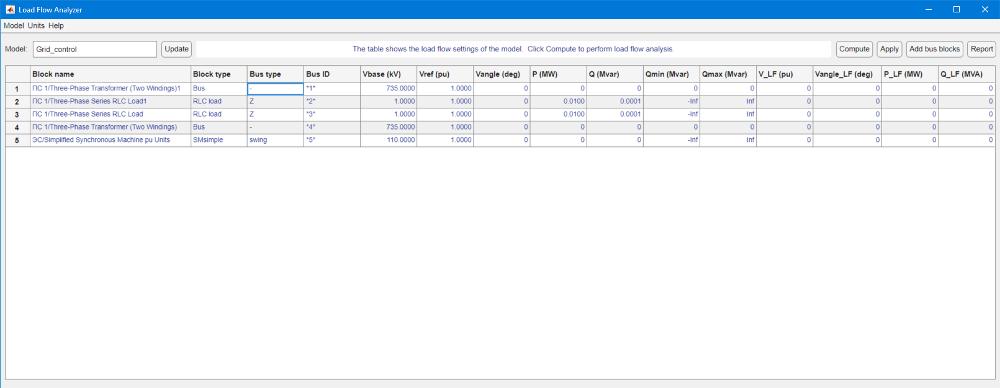 Load Flow Analyzer
Model Units Help
Model: Grid_control Update The table shows the load flow settings of the model. Click Compute to perform load flow analysis. Compute Apply Add bus blocks Report
Block name Block type Bus type Bus ID Vbase (kV) Vref (pu) Vangle (deg) P (MW) Q (Mvar) Qmin (Mvar) Qmax (Mvar) V_LF (pu) Vangle_LF (deg) P_LF (MW) Q_LF (MVA)
1 ПС 1/Three-Phase Transformer (Two Windings)1 Bus - *1* 735.0000 1.0000 0 0 0 0 0 0 0 0 0
2 ПС 1/Three-Phase Series RLC Load1 RLC load Z *2* 1.0000 1.0000 0 0.0100 0.0001 -Inf Inf 0 0 0 0
3 ПС 1/Three-Phase Series RLC Load RLC load Z *3* 1.0000 1.0000 0 0.0100 0.0001 -Inf Inf 0 0 0 0
4 ПС 1/Three-Phase Transformer (Two Windings) Bus - *4* 735.0000 1.0000 0 0 0 0 0 0 0 0 0
5 ЭС/Simplified Synchronous Machine pu Units SMsimple swing *5* 110.0000 1.0000 0 0 0 -Inf Inf 0 0 0 0